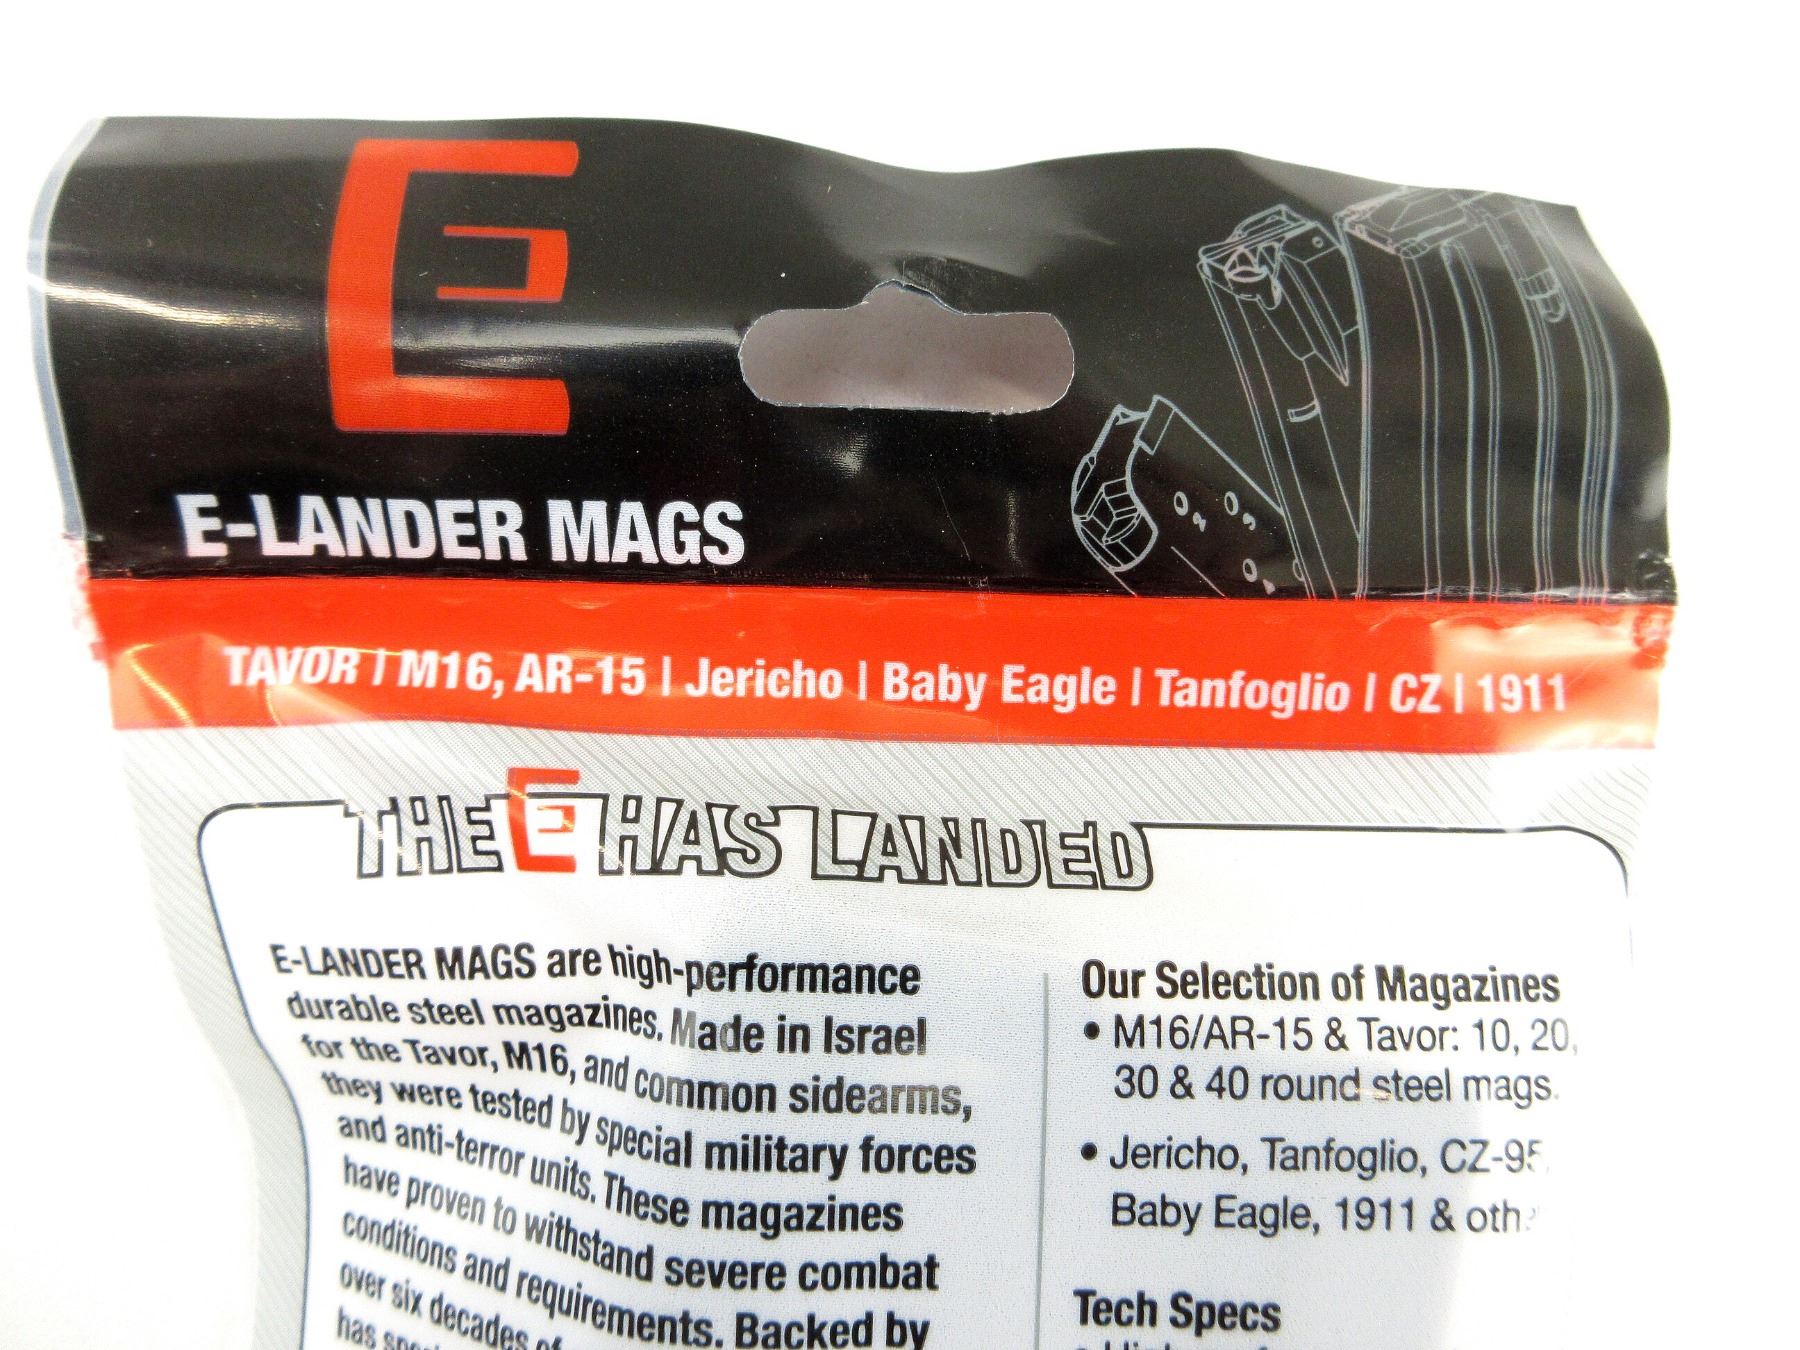 E
E-LANDER MAGS
TAVOR | M16, AR-15 | Jericho | Baby Eagle | Tanfoglio | CZ | 1911
THE E HAS LANDED
E-LANDER MAGS are high-performance
durable steel magazines. Made in Israel
for the Tavor, M16, and common sidearms,
they were tested by special military forces
and anti-terror units. These magazines
have proven to withstand severe combat
conditions and requirements. Backed by
over six decades of
has
Our Selection of Magazines
• M16/AR-15 & Tavor: 10, 20,
30 & 40 round steel mags.
• Jericho, Tanfoglio, CZ-95
Baby Eagle, 1911 & oth
Tech Specs